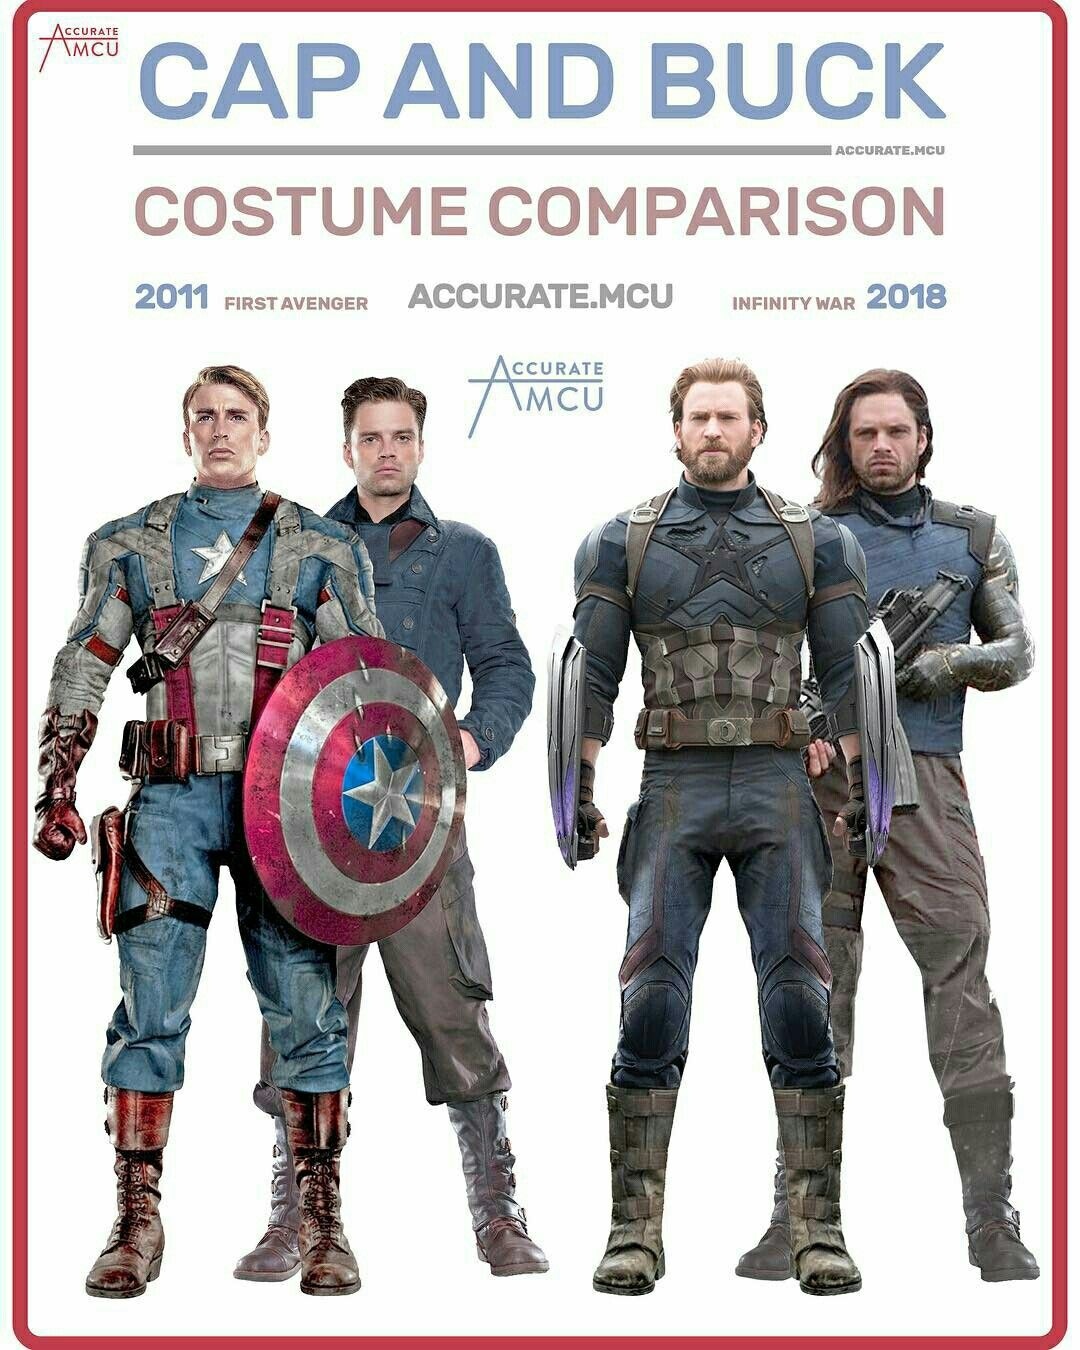 ACCURATE
MCU
CAP AND BUCK
ACCURATE.MCU
COSTUME COMPARISON
2011 FIRST AVENGER ACCURATE.MCU INFINITY WAR 2018
ACCURATE
MCU